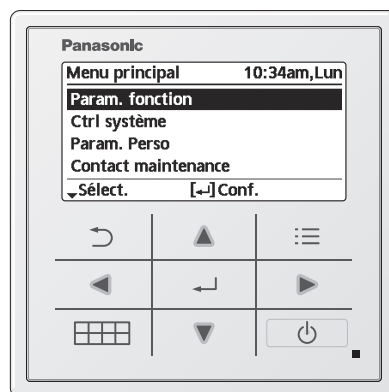 Panasonic
Menu principal 10:34am,Lun
Param. fonction
Ctrl système
Param. Perso
Contact maintenance
Sélect. [↵]Conf.